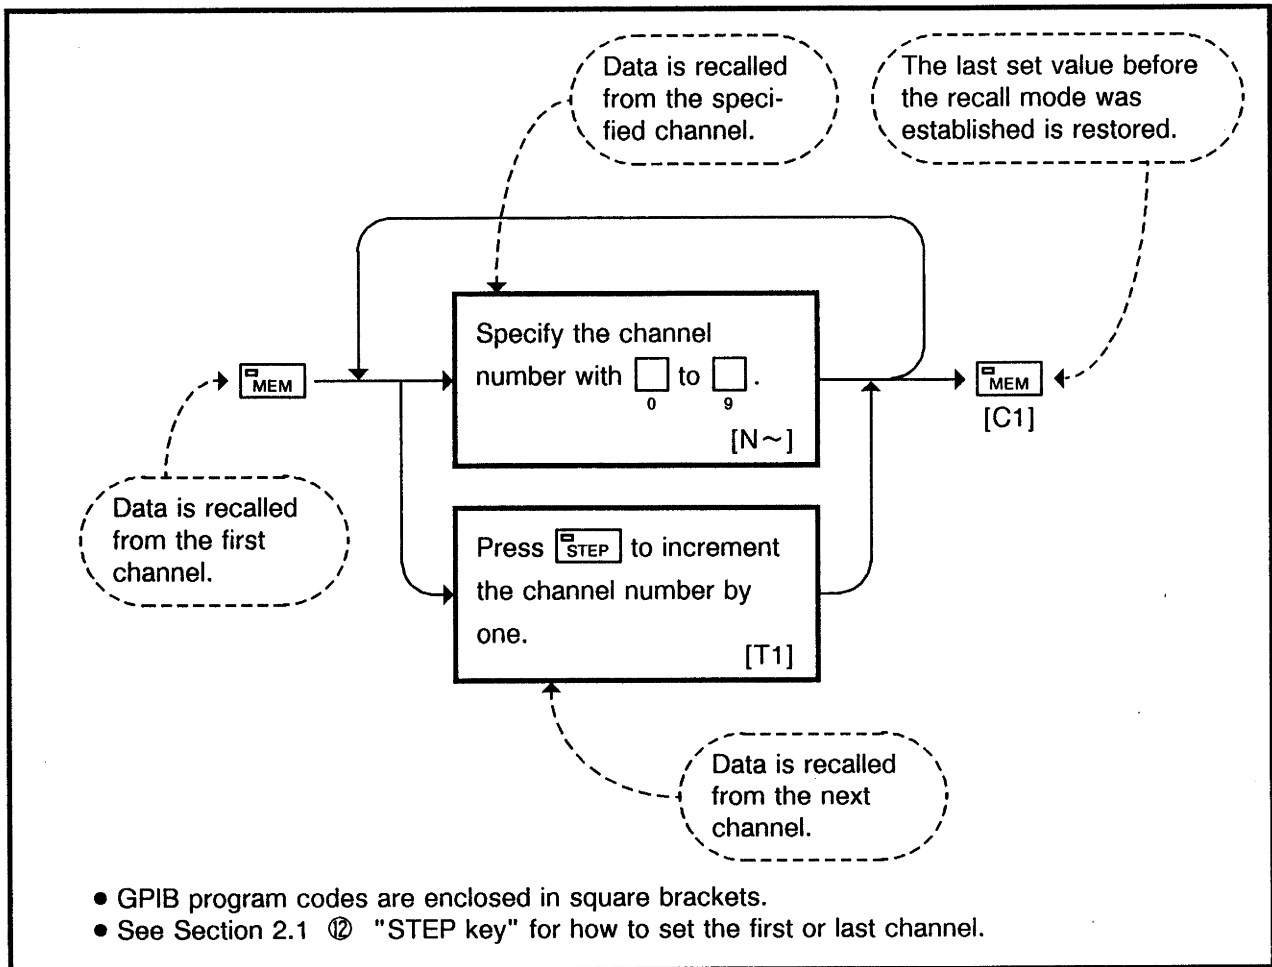 Data is recalled
from the speci-
fied channel.
The last set value before
the recall mode was
established is restored.
Specify the channel
number with □ to □ .
0 9
[N~]
MEM
MEM
[C1]
Data is recalled
from the first
channel.
Press STEP to increment
the channel number by
one.
[T1]
Data is recalled
from the next
channel.
● GPIB program codes are enclosed in square brackets.
● See Section 2.1 ⑫ "STEP key" for how to set the first or last channel.